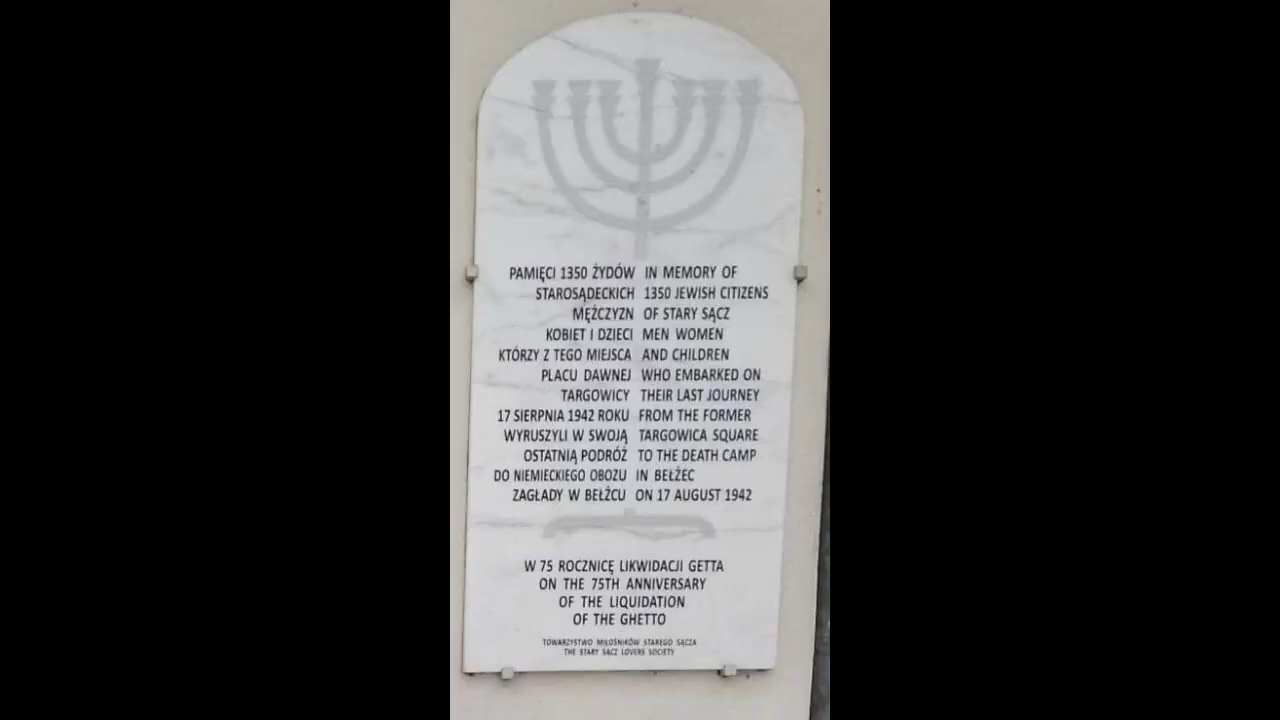 PAMIĘCI 1350 ŻYDÓW
STAROSĄDECKICH
MĘŻCZYZN
KOBIET I DZIECI
KTÓRZY Z TEGO MIEJSCA
PLACU DAWNEJ
TARGOWICY
17 SIERPNIA 1942 ROKU
WYRUSZYLI W SWOJĄ
OSTATNIĄ PODRÓŻ
DO NIEMIECKIEGO OBOZU
ZAGŁADY W BEŁŻCU
IN MEMORY OF
1350 JEWISH CITIZENS
OF STARY SĄCZ
MEN WOMEN
AND CHILDREN
WHO EMBARKED ON
THEIR LAST JOURNEY
FROM THE FORMER
TARGOWICA SQUARE
TO THE DEATH CAMP
IN BEŁŻEC
ON 17 AUGUST 1942
W 75 ROCZNICĘ LIKWIDACJI GETTA
ON THE 75TH ANNIVERSARY
OF THE LIQUIDATION
OF THE GHETTO
TOWARZYSTWO MIŁOŚNIKÓW STAREGO SĄCZA
THE STARY SĄCZ LOVERS SOCIETY